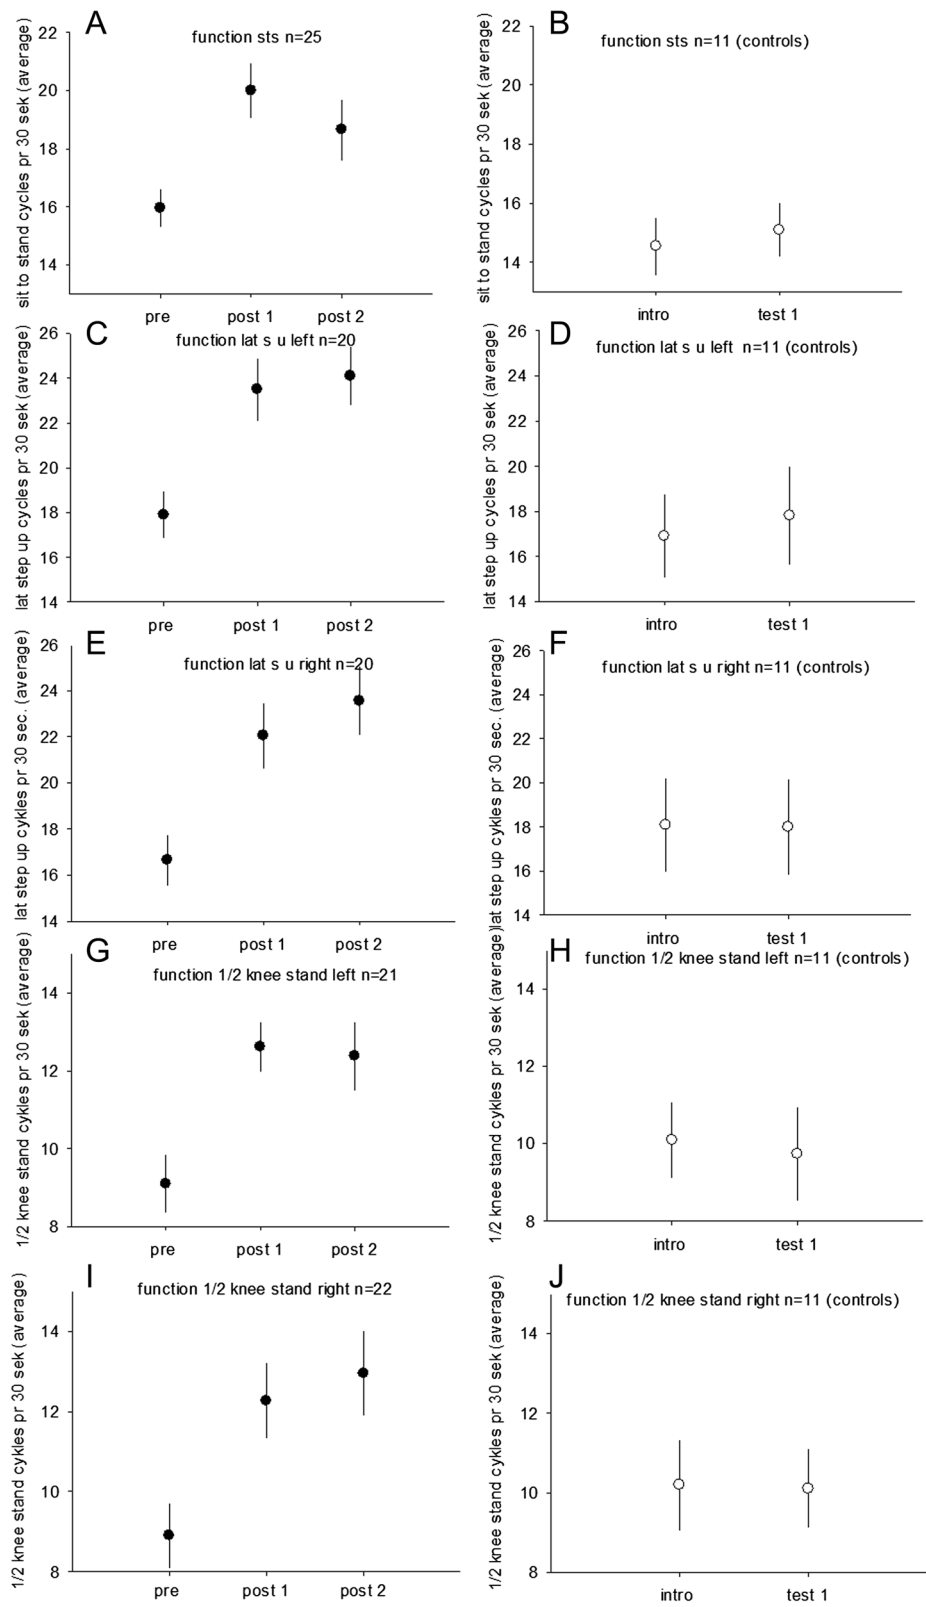 A
function sts n=25
sit to stand cycles pr 30 sek (average)
22
20
18
16
14
pre post 1 post 2
B
function sts n=11 (controls)
sit to stand cycles pr 30 sek (average)
22
20
18
16
14
intro test 1
C
function lat s u left n=20
lat step up cycles pr 30 sek (average)
26
24
22
20
18
16
14
pre post 1 post 2
D
function lat s u left n=11 (controls)
lat step up cycles pr 30 sek (average)
26
24
22
20
18
16
14
intro test 1
E
function lat s u right n=20
lat step up cykles pr 30 sec. (average)
26
24
22
20
18
16
14
pre post 1 post 2
F
function lat s u right n=11 (controls)
lat step up cykles pr 30 sec. (average)
26
24
22
20
18
16
14
intro test 1
G
function 1/2 knee stand left n=21
1/2 knee stand cykles pr 30 sek (average)
14
12
10
8
pre post 1 post 2
H
function 1/2 knee stand left n=11 (controls)
1/2 knee stand cykles pr 30 sek (average)
14
12
10
8
intro test 1
I
function 1/2 knee stand right n=22
1/2 knee stand cykles pr 30 sek (average)
14
12
10
8
pre post 1 post 2
J
function 1/2 knee stand right n=11 (controls)
1/2 knee stand cykles pr 30 sek (average)
14
12
10
8
intro test 1